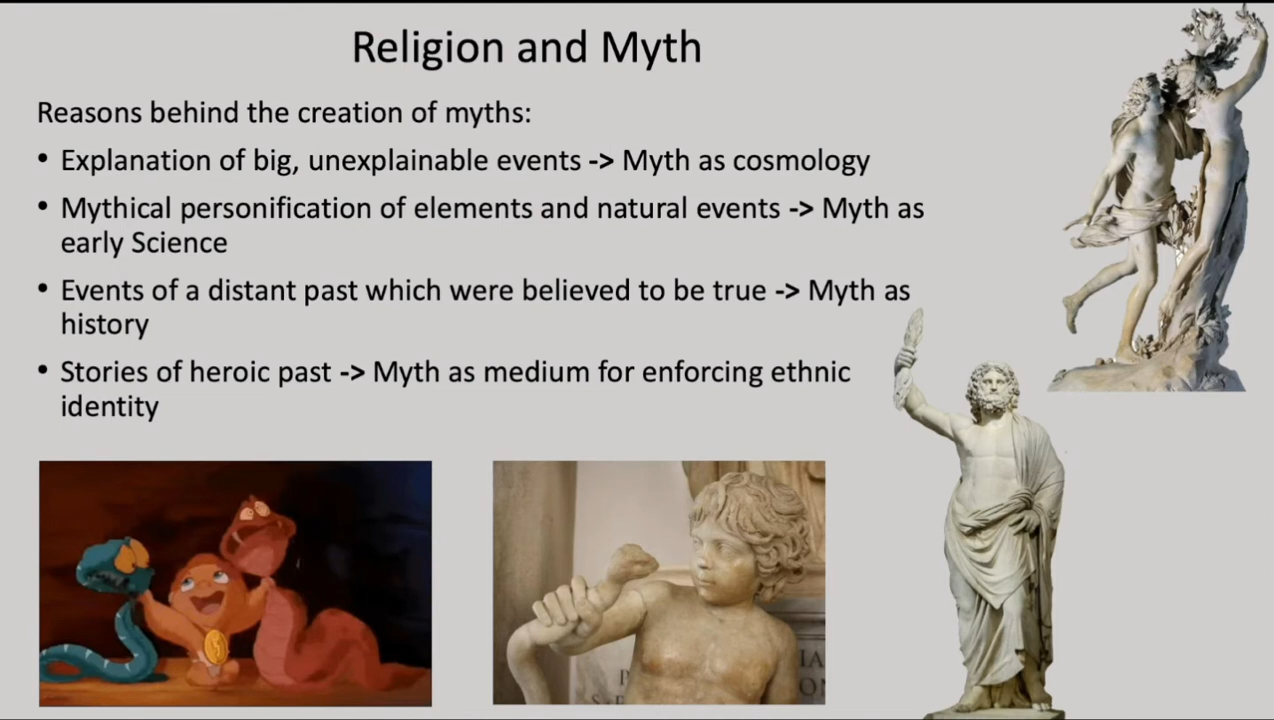 Religion and Myth
Reasons behind the creation of myths:
• Explanation of big, unexplainable events -> Myth as cosmology
• Mythical personification of elements and natural events -> Myth as
early Science
• Events of a distant past which were believed to be true -> Myth as
history
• Stories of heroic past -> Myth as medium for enforcing ethnic
identity